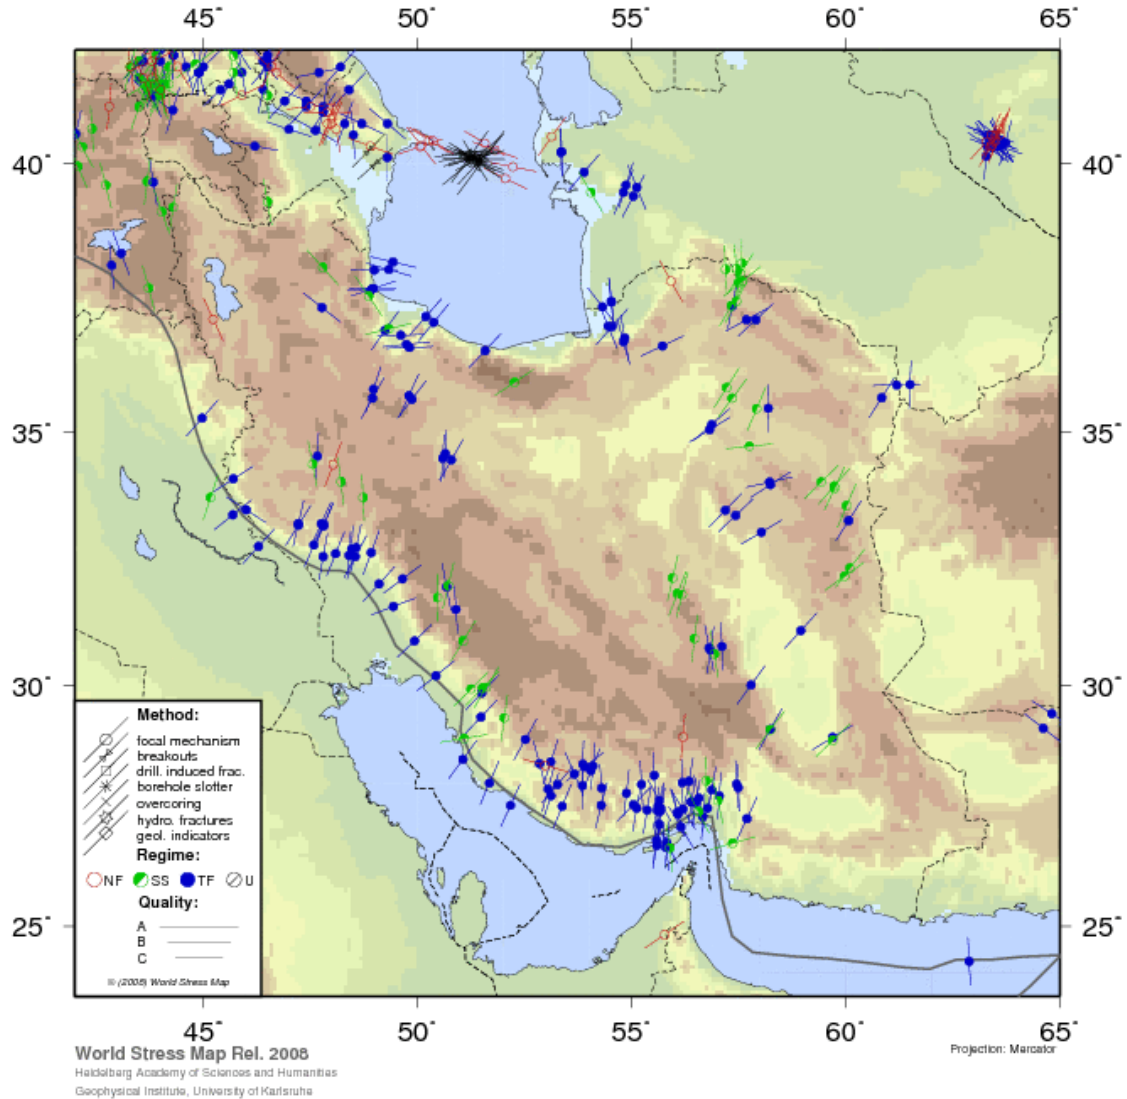 45° 50° 55° 60° 65°
40° 40°
35° 35°
30° 30°
25° 25°
Method:
focal mechanism
breakouts
drill. induced frac.
borehole slotter
overcoring
hydro. fractures
geol. indicators
Regime:
NF SS TF U
Quality:
A
B
C
© (2008) World Stress Map
45° 50° 55° 60° 65°
World Stress Map Rel. 2008
Projection: Mercator
Heidelberg Academy of Sciences and Humanities
Geophysical Institute, University of Karlsruhe